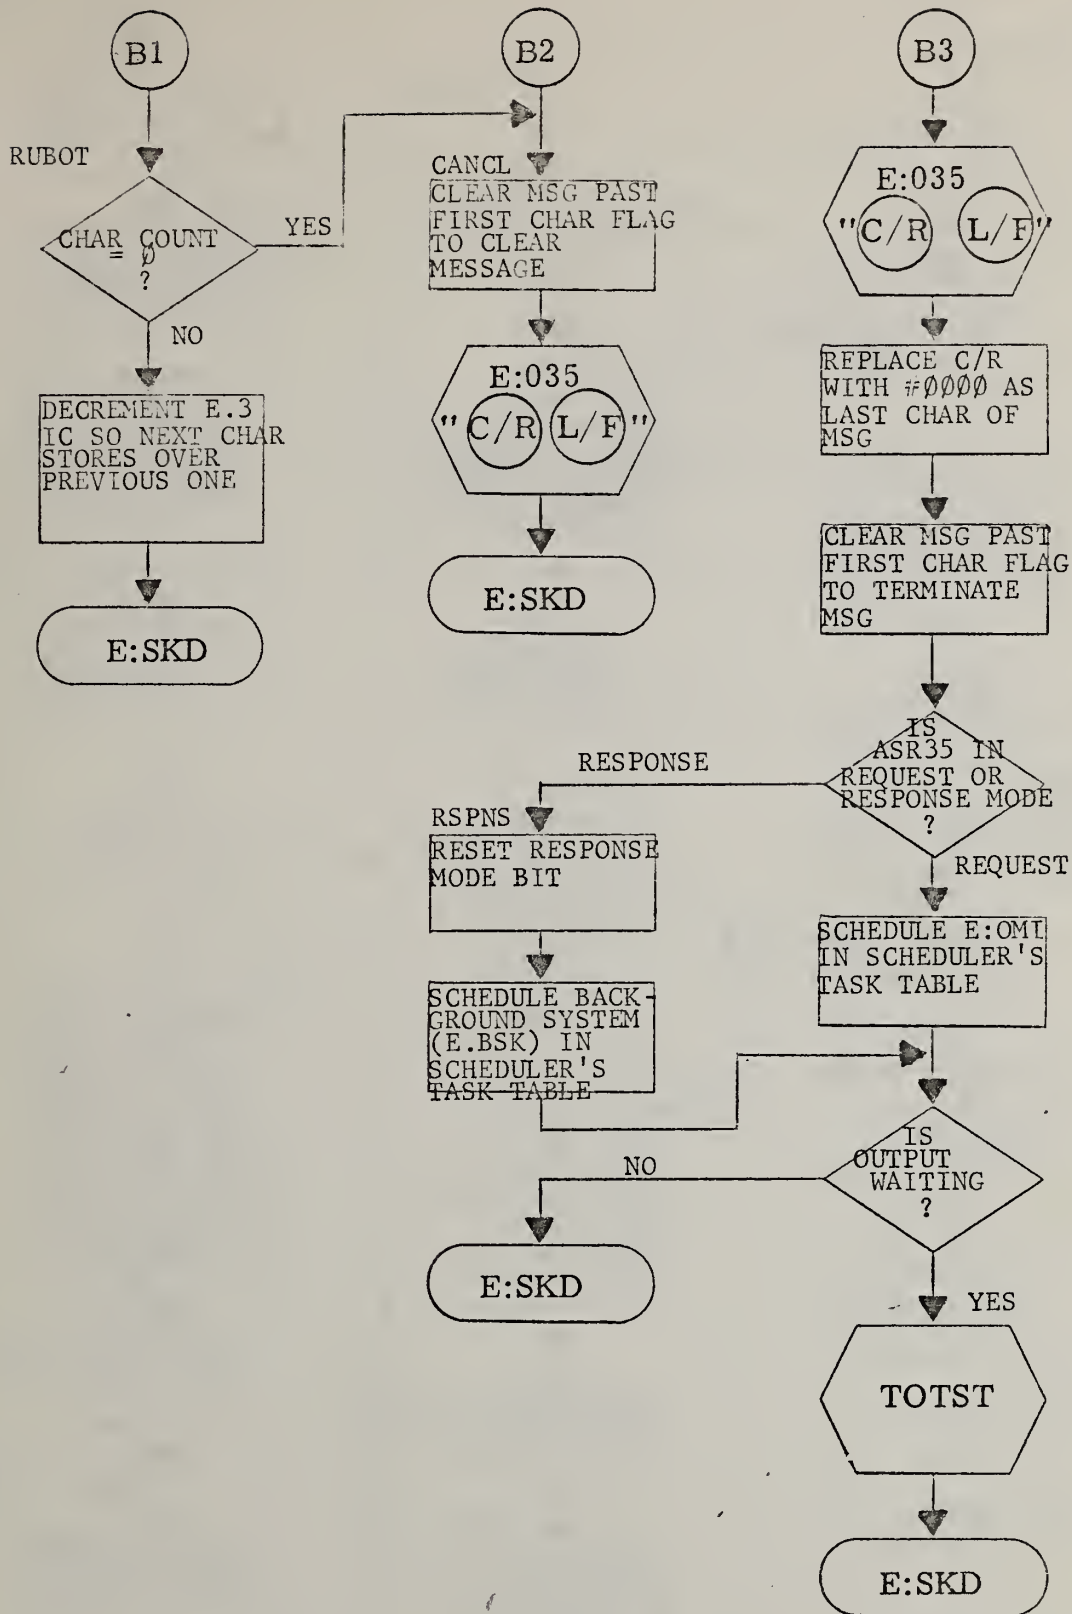 B1
RUBOT
CHAR COUNT
= Ø
?
YES
NO
DECREMENT E.3
IC SO NEXT CHAR
STORES OVER
PREVIOUS ONE
E:SKD
B2
CANCL
CLEAR MSG PAST
FIRST CHAR FLAG
TO CLEAR
MESSAGE
E:035
"C/R L/F"
E:SKD
B3
E:035
"C/R L/F"
REPLACE C/R
WITH #ØØØØ AS
LAST CHAR OF
MSG
CLEAR MSG PAST
FIRST CHAR FLAG
TO TERMINATE
MSG
IS
ASR35 IN
REQUEST OR
RESPONSE MODE
?
RESPONSE
RSPNS
RESET RESPONSE
MODE BIT
SCHEDULE BACK-
GROUND SYSTEM
(E.BSK) IN
SCHEDULER'S
TASK TABLE
REQUEST
SCHEDULE E:OMI
IN SCHEDULER'S
TASK TABLE
IS
OUTPUT
WAITING
?
NO
E:SKD
YES
TOTST
E:SKD